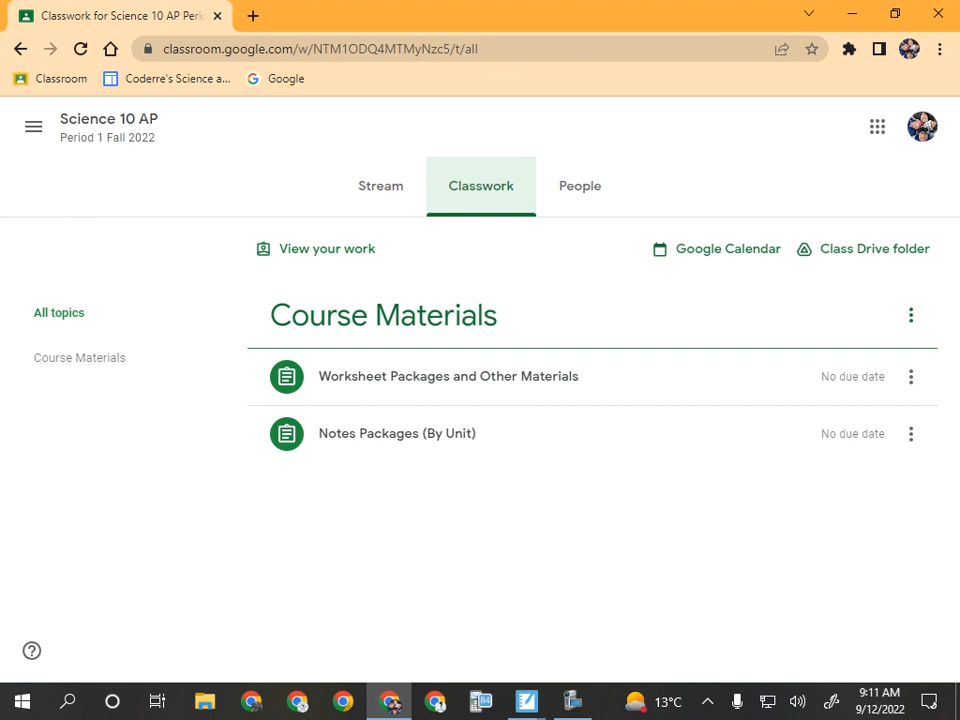 Classwork for Science 10 AP Peri
classroom.google.com/w/NTM1ODQ4MTMyNzc5/t/all
Classroom
Coderre's Science a...
Google
Science 10 AP
Period 1 Fall 2022
Stream
Classwork
People
View your work
Google Calendar
Class Drive folder
All topics
Course Materials
Course Materials
Worksheet Packages and Other Materials
No due date
Notes Packages (By Unit)
No due date
13°C
9:11 AM
9/12/2022